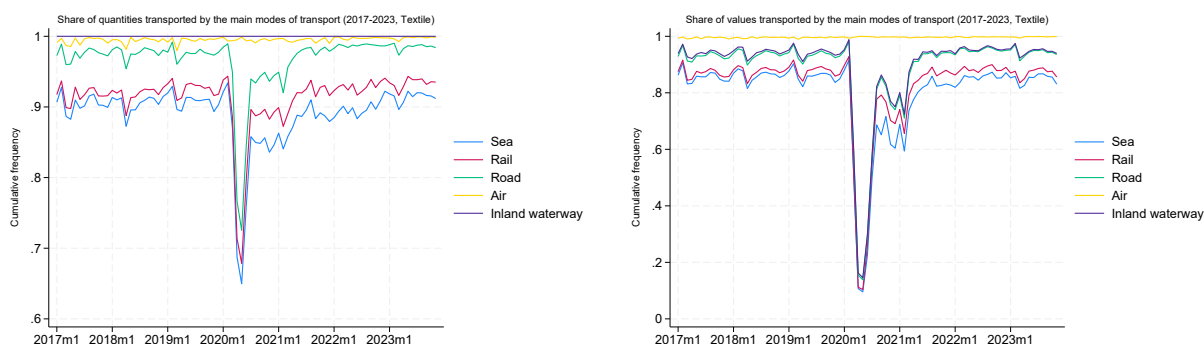 Share of quantities transported by the main modes of transport (2017-2023, Textile)
Cumulative frequency
1
.9
.8
.7
.6
2017m1 2018m1 2019m1 2020m1 2021m1 2022m1 2023m1
Sea
Rail
Road
Air
Inland waterway
Share of values transported by the main modes of transport (2017-2023, Textile)
Cumulative frequency
1
.8
.6
.4
.2
0
2017m1 2018m1 2019m1 2020m1 2021m1 2022m1 2023m1
Sea
Rail
Road
Air
Inland waterway